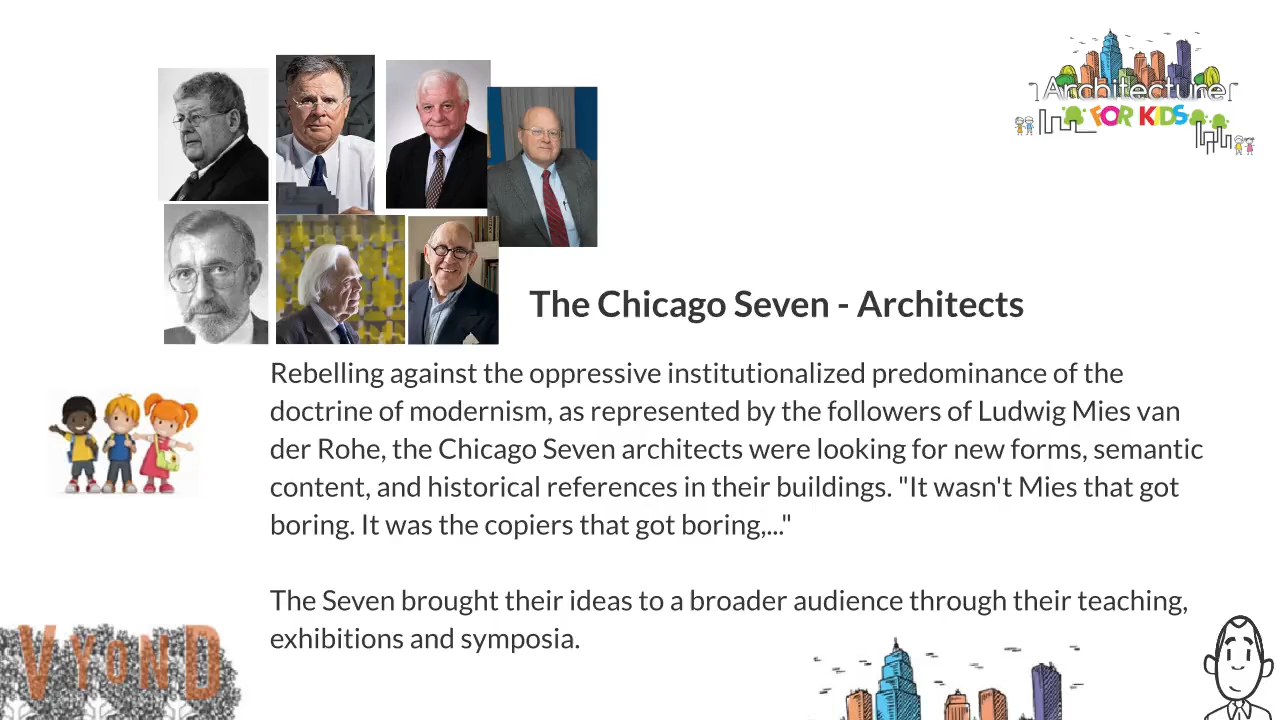 Architecture
FOR KIDS
The Chicago Seven - Architects
Rebelling against the oppressive institutionalized predominance of the
doctrine of modernism, as represented by the followers of Ludwig Mies van
der Rohe, the Chicago Seven architects were looking for new forms, semantic
content, and historical references in their buildings. "It wasn't Mies that got
boring. It was the copiers that got boring,..."
The Seven brought their ideas to a broader audience through their teaching,
exhibitions and symposia.
VYOND